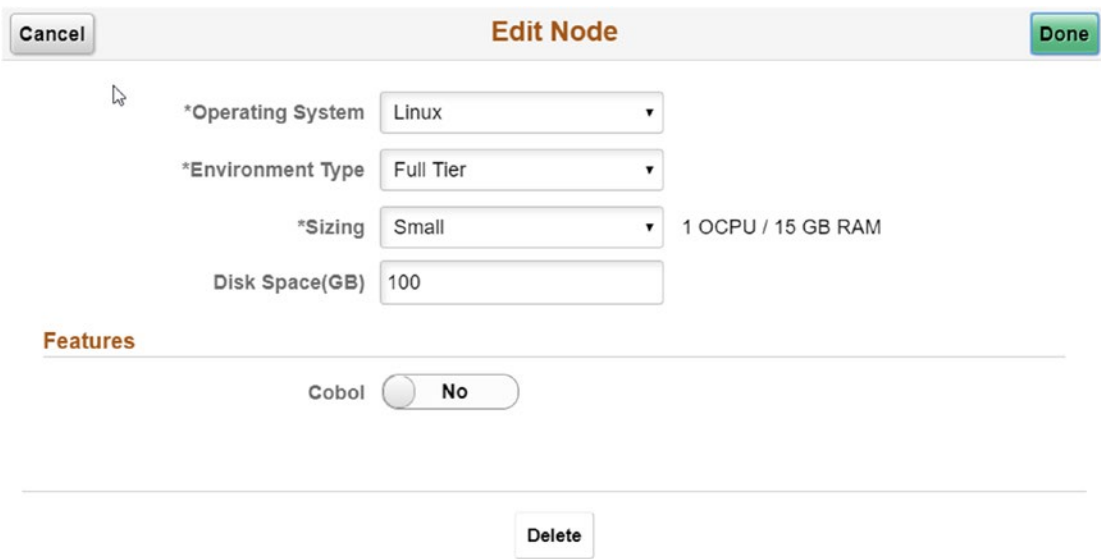 Cancel Edit Node Done
*Operating System Linux
*Environment Type Full Tier
*Sizing Small 1 OCPU / 15 GB RAM
Disk Space(GB) 100
Features
Cobol No
Delete